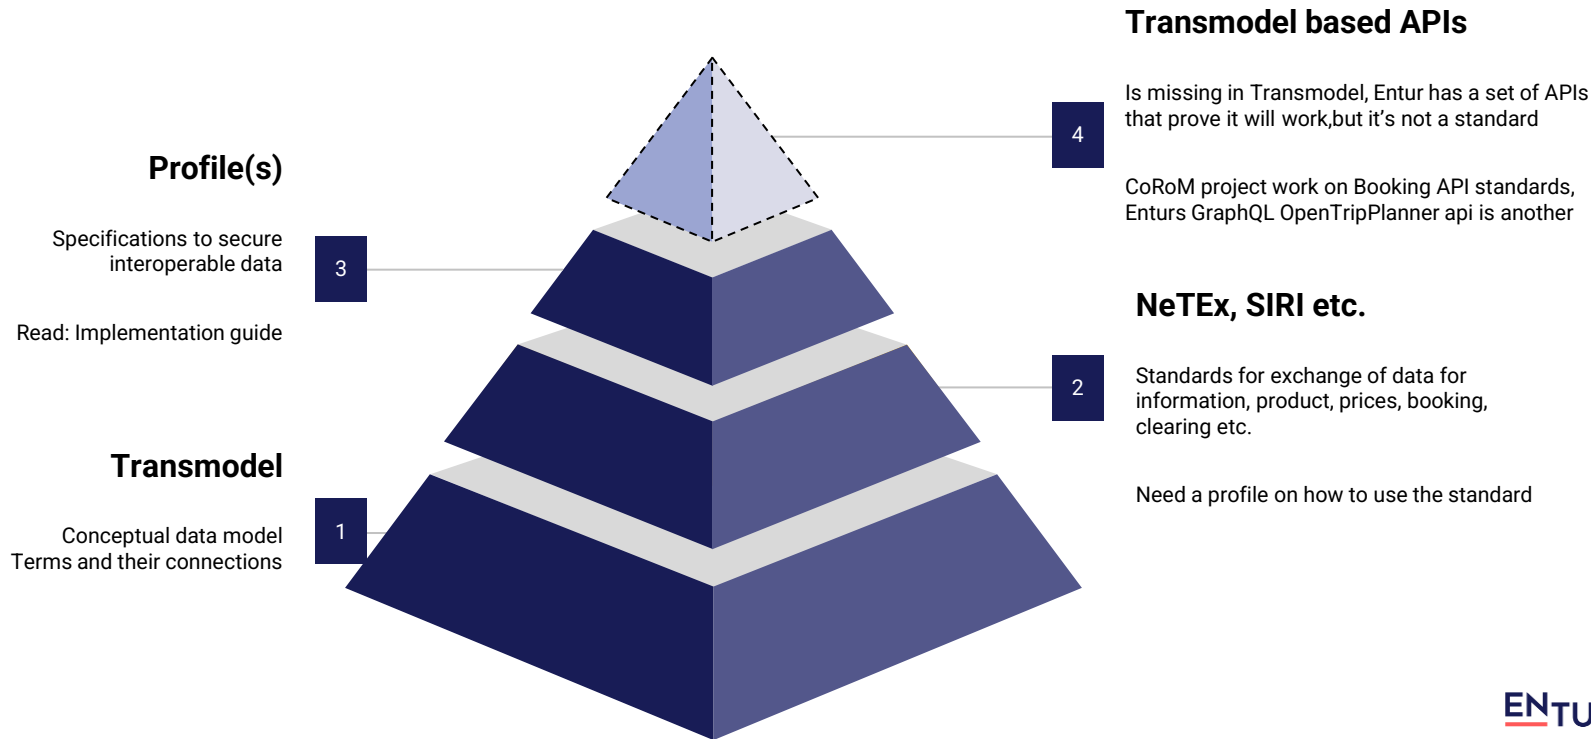 Transmodel based APIs
Is missing in Transmodel, Entur has a set of APIs
that prove it will work,but it's not a standard
4
CoRoM project work on Booking API standards,
Enturs GraphQL OpenTripPlanner api is another
Profile(s)
Specifications to secure
interoperable data
3
Read: Implementation guide
NeTEx, SIRI etc.
2
Standards for exchange of data for
information, product, prices, booking,
clearing etc.
Need a profile on how to use the standard
Transmodel
1
Conceptual data model
Terms and their connections
ENTU